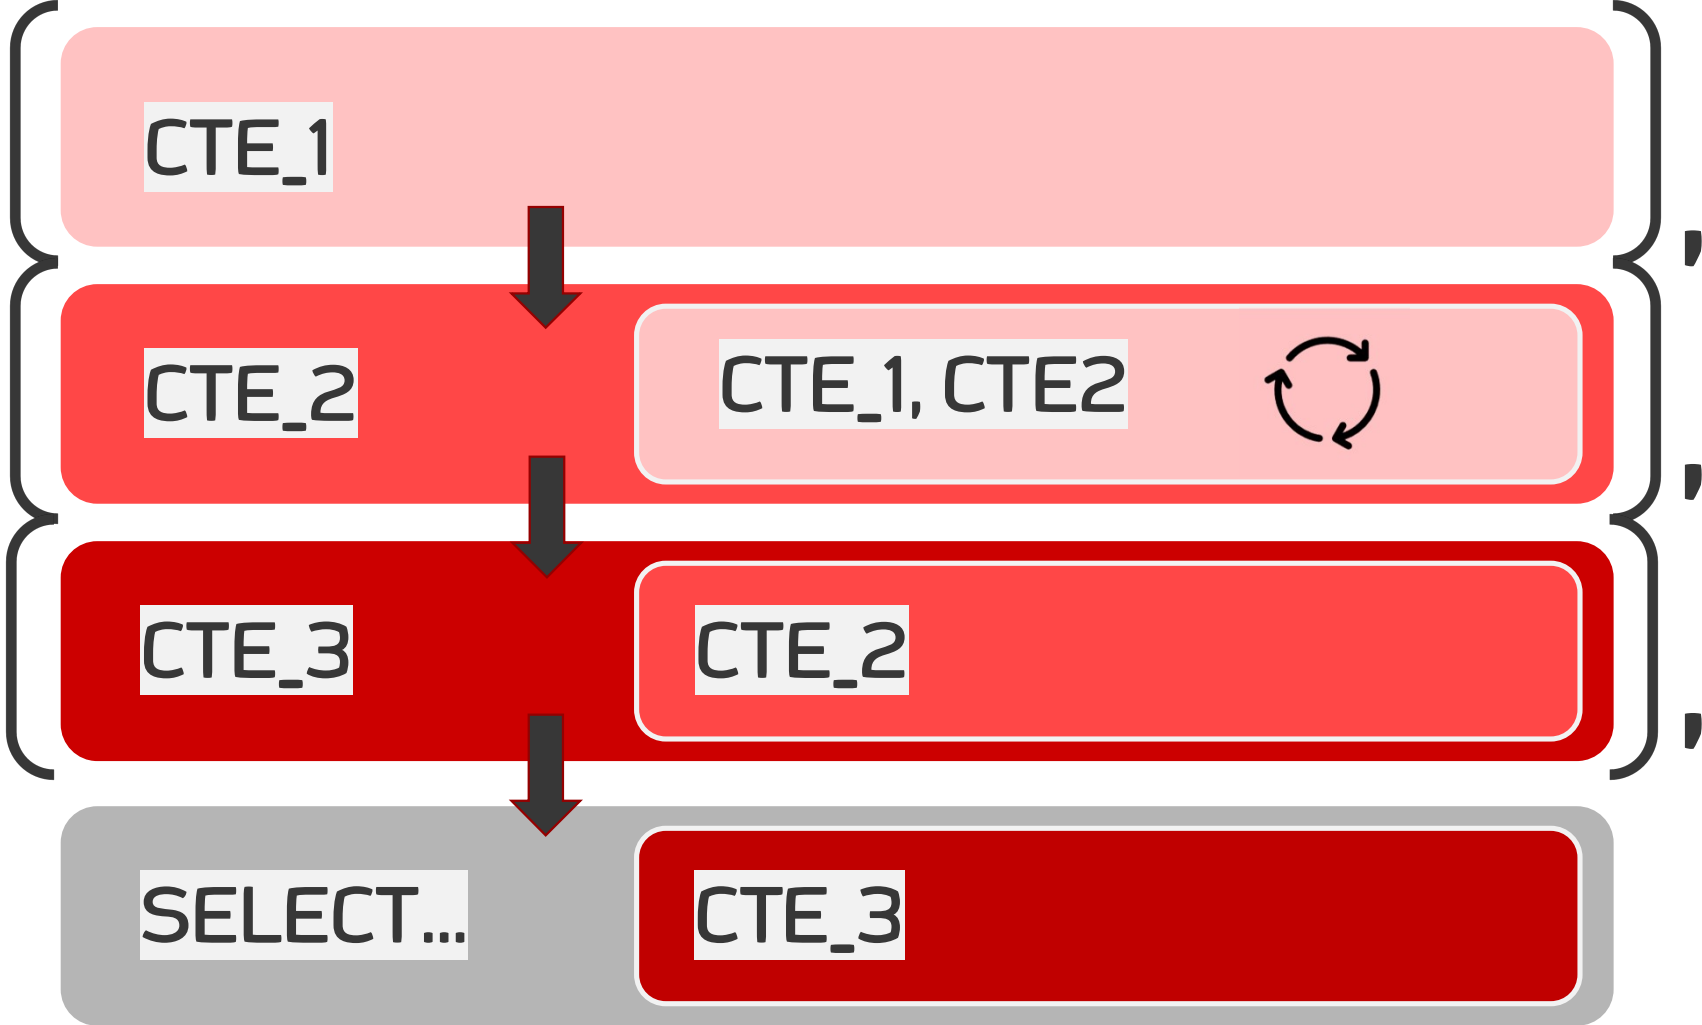 CTE_1
,
CTE_2 CTE_1, CTE2
,
CTE_3 CTE_2
,
SELECT... CTE_3